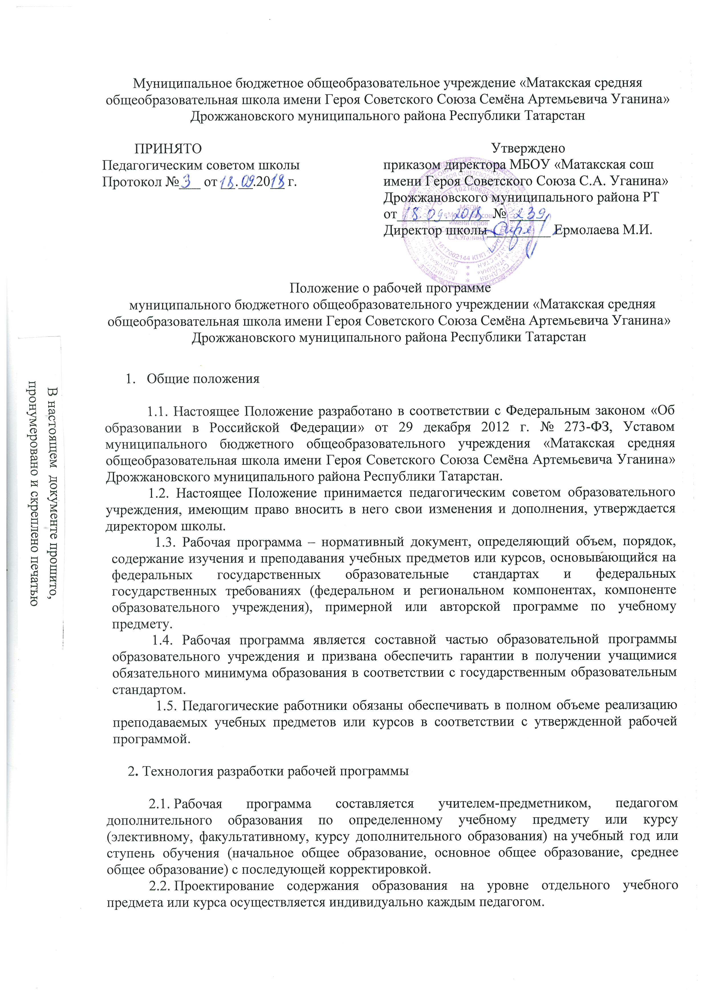 Муниципальное бюджетное общеобразовательное учреждение «Матакская средняя
общеобразовательная школа имени Героя Советского Союза Семёна Артемьевича Уганина»
Дрожжановского муниципального района Республики Татарстан
ПРИНЯТО
Педагогическим советом школы
Протокол № 3 от 18.09.2018 г.
Утверждено
приказом директора МБОУ «Матакская сош
имени Героя Советского Союза С.А. Уганина»
Дрожжановского муниципального района РТ
от 18.09.2018 № 239
Директор школы Ермолаева М.И.
МБОУ
имени Героя
С.А.Уганина»
1617002144 КПП
Положение о рабочей программе
муниципального бюджетного общеобразовательного учреждении «Матакская средняя
общеобразовательная школа имени Героя Советского Союза Семёна Артемьевича Уганина»
Дрожжановского муниципального района Республики Татарстан
1. Общие положения
1.1. Настоящее Положение разработано в соответствии с Федеральным законом «Об
образовании в Российской Федерации» от 29 декабря 2012 г. № 273-ФЗ, Уставом
муниципального бюджетного общеобразовательного учреждения «Матакская средняя
общеобразовательная школа имени Героя Советского Союза Семёна Артемьевича Уганина»
Дрожжановского муниципального района Республики Татарстан.
1.2. Настоящее Положение принимается педагогическим советом образовательного
учреждения, имеющим право вносить в него свои изменения и дополнения, утверждается
директором школы.
1.3. Рабочая программа – нормативный документ, определяющий объем, порядок,
содержание изучения и преподавания учебных предметов или курсов, основывающийся на
федеральных государственных образовательные стандартах и федеральных
государственных требованиях (федеральном и региональном компонентах, компоненте
образовательного учреждения), примерной или авторской программе по учебному
предмету.
1.4. Рабочая программа является составной частью образовательной программы
образовательного учреждения и призвана обеспечить гарантии в получении учащимися
обязательного минимума образования в соответствии с государственным образовательным
стандартом.
1.5. Педагогические работники обязаны обеспечивать в полном объеме реализацию
преподаваемых учебных предметов или курсов в соответствии с утвержденной рабочей
программой.
2. Технология разработки рабочей программы
2.1. Рабочая программа составляется учителем-предметником, педагогом
дополнительного образования по определенному учебному предмету или курсу
(элективному, факультативному, курсу дополнительного образования) на учебный год или
ступень обучения (начальное общее образование, основное общее образование, среднее
общее образование) с последующей корректировкой.
2.2. Проектирование содержания образования на уровне отдельного учебного
предмета или курса осуществляется индивидуально каждым педагогом.
В настоящем документе прошито,
пронумеровано и скреплено печатью